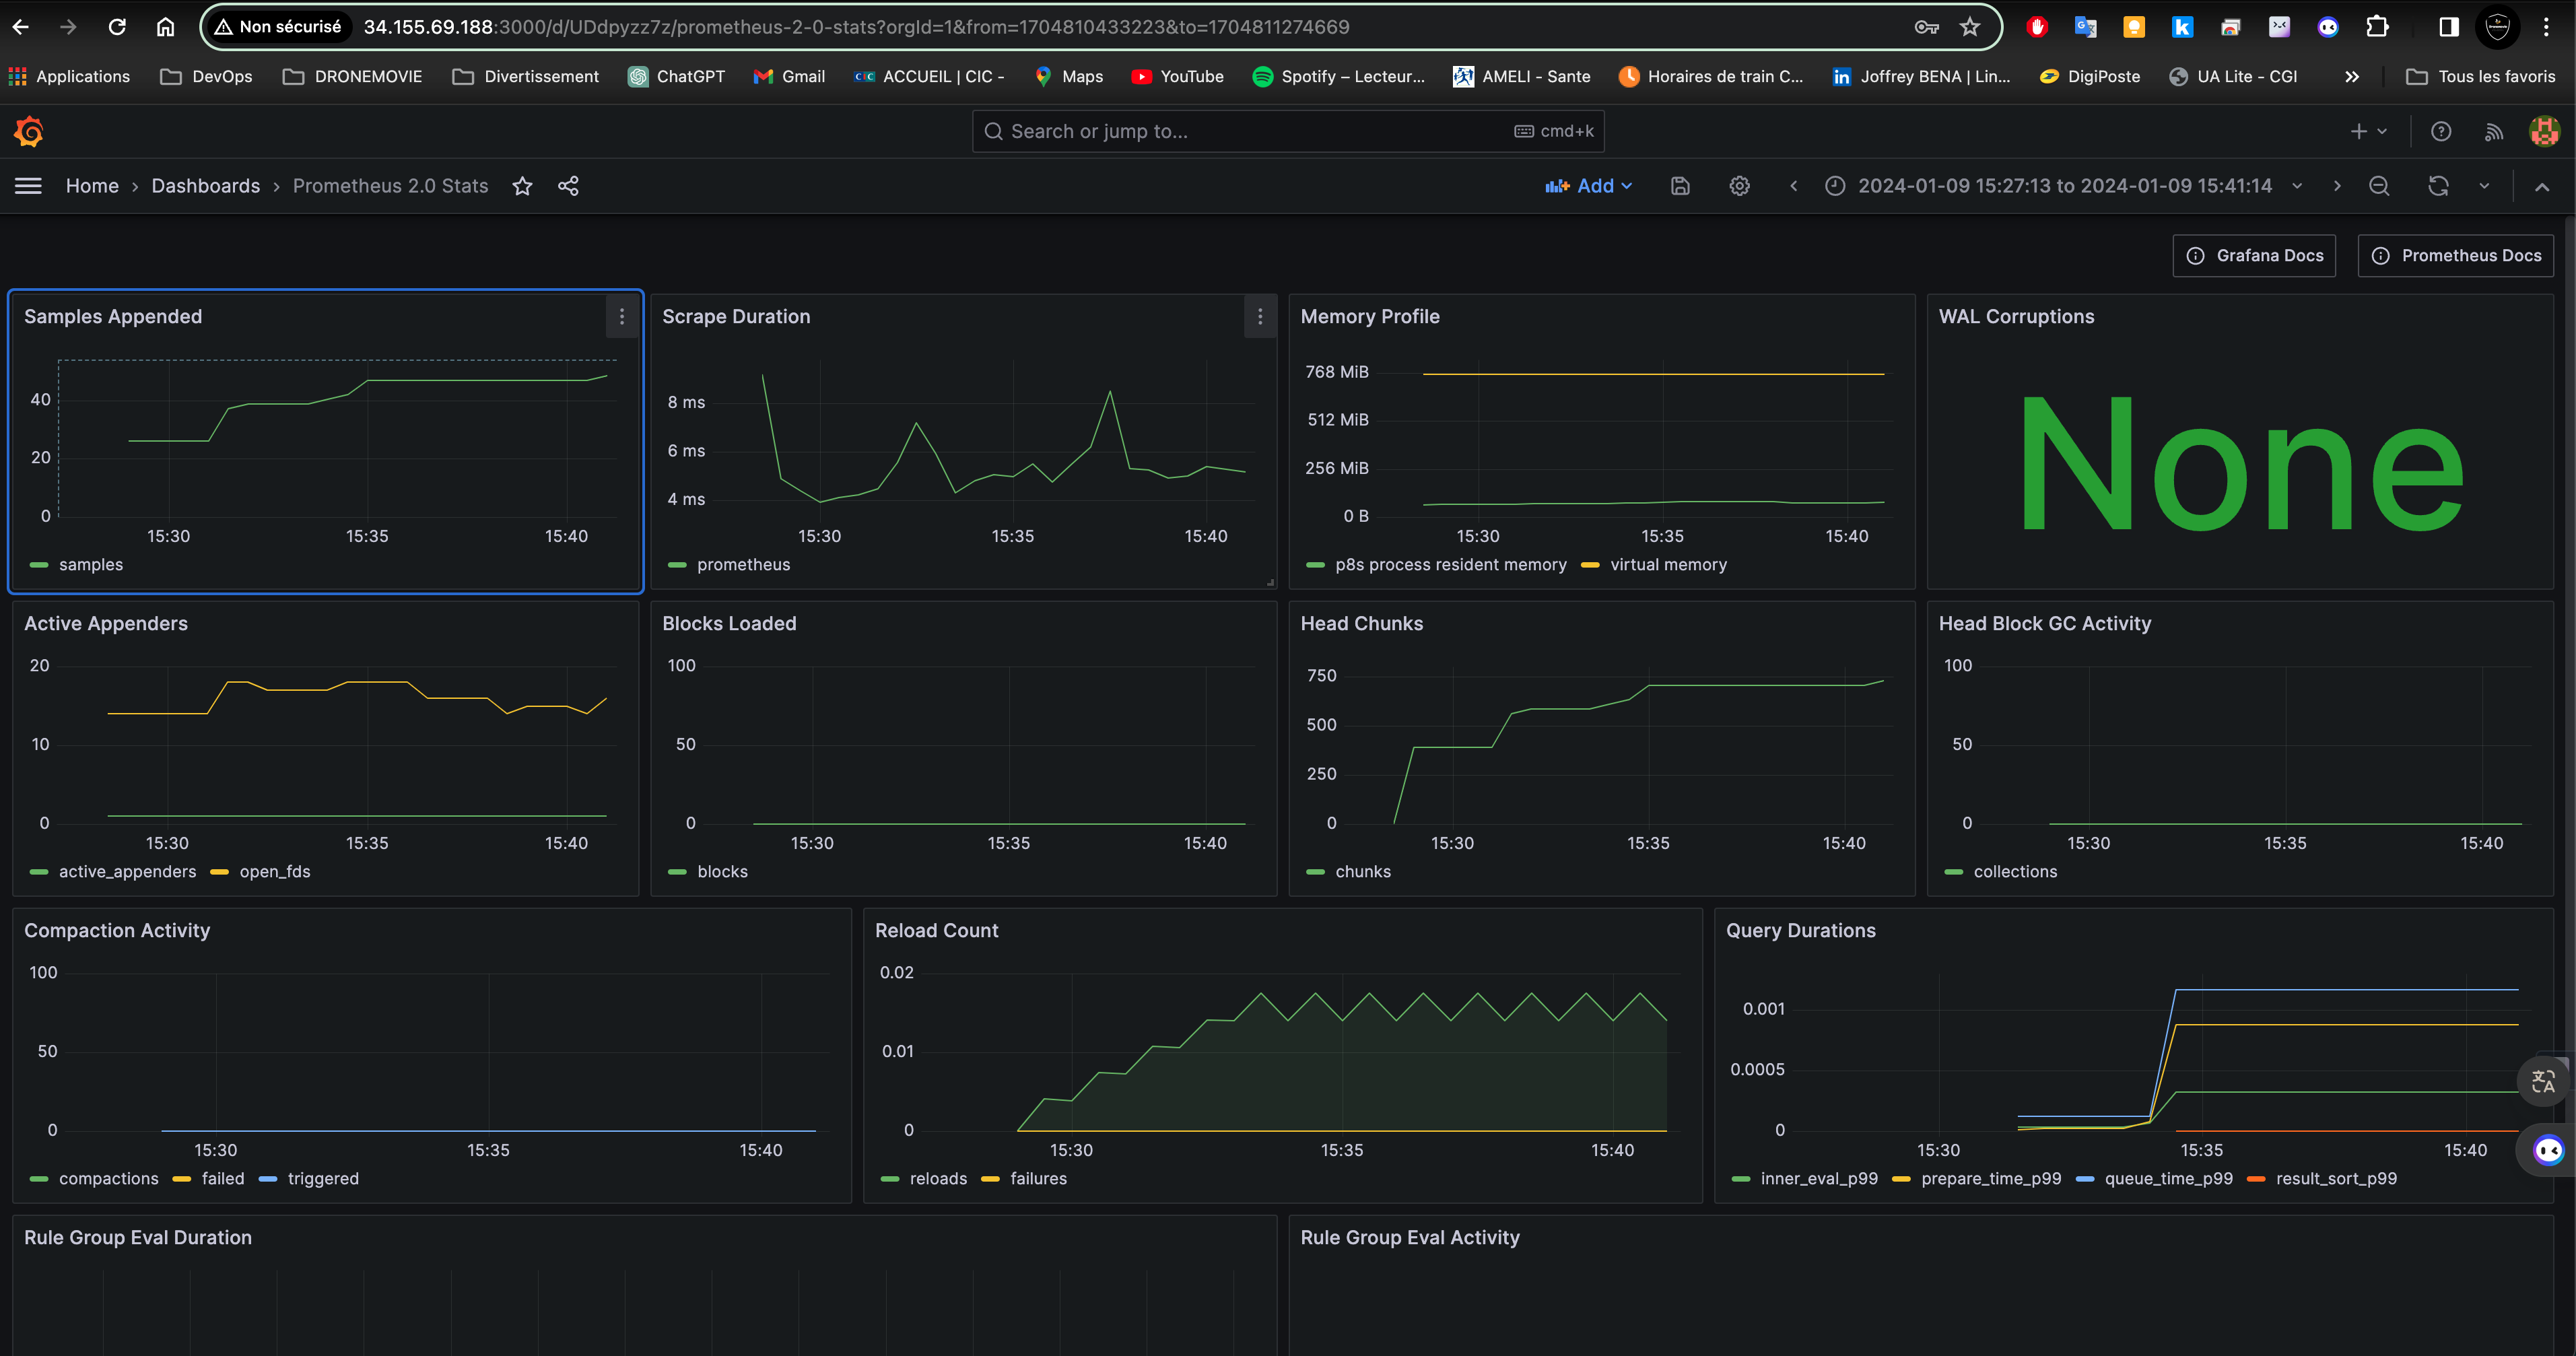 Non sécurisé 34.155.69.188:3000/d/UDdpyzz7z/prometheus-2-0-stats?orgId=1&from=1704810433223&to=1704811274669
Applications DevOps DRONEMOVIE Divertissement ChatGPT Gmail ACCUEIL | CIC - Maps YouTube Spotify – Lecteur... AMELI - Sante Horaires de train C... Joffrey BENA | Lin... DigiPoste UA Lite - CGI Tous les favoris
Search or jump to... cmd+k
Home > Dashboards > Prometheus 2.0 Stats Add 2024-01-09 15:27:13 to 2024-01-09 15:41:14
Grafana Docs Prometheus Docs
Samples Appended
40
20
0
15:30 15:35 15:40
samples
Scrape Duration
8 ms
6 ms
4 ms
15:30 15:35 15:40
prometheus
Memory Profile
768 MiB
512 MiB
256 MiB
0 B
15:30 15:35 15:40
p8s process resident memory virtual memory
WAL Corruptions
None
Active Appenders
20
10
0
15:30 15:35 15:40
active_appenders open_fds
Blocks Loaded
100
50
0
15:30 15:35 15:40
blocks
Head Chunks
750
500
250
0
15:30 15:35 15:40
chunks
Head Block GC Activity
100
50
0
15:30 15:35 15:40
collections
Compaction Activity
100
50
0
15:30 15:35 15:40
compactions failed triggered
Reload Count
0.02
0.01
0
15:30 15:35 15:40
reloads failures
Query Durations
0.001
0.0005
0
15:30 15:35 15:40
inner_eval_p99 prepare_time_p99 queue_time_p99 result_sort_p99
Rule Group Eval Duration
Rule Group Eval Activity